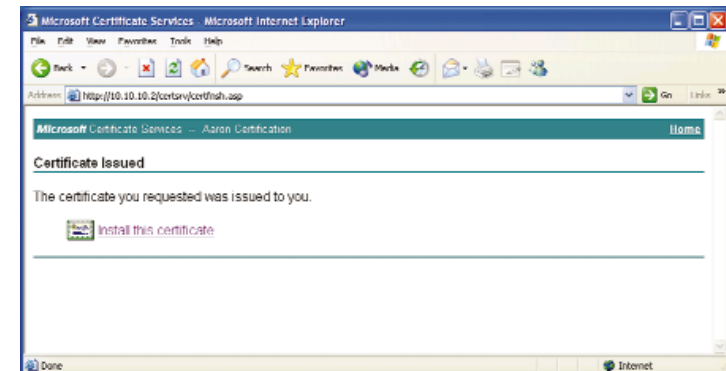 Microsoft Certificate Services - Microsoft Internet Explorer
File Edit View Favorites Tools Help
Back Search Favorites Media
Address http://10.10.10.2/certsrv/certfnsh.asp Go Links »
Microsoft Certificate Services -- Aaron Certification Home
Certificate Issued
The certificate you requested was issued to you.
Install this certificate
Done Internet